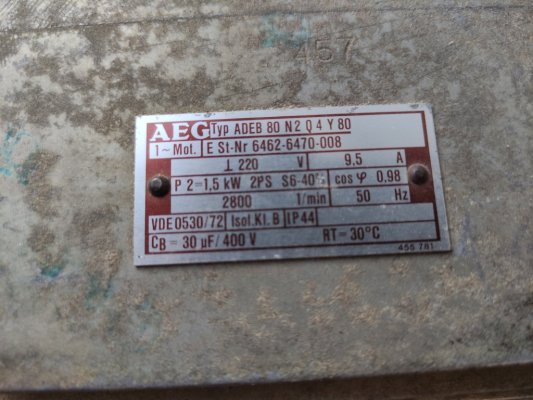 457
AEG Typ ADEB 80 N2 Q 4 Y 80
1~ Mot. E St-Nr 6462-6470-008
⊥ 220 V 9,5 A
P 2=1,5 kW 2PS S6-40% cos φ 0,98
2800 1/min 50 Hz
VDE0530/72 Isol.Kl.B IP44
CB = 30 µF/400 V RT=30°C
455 781